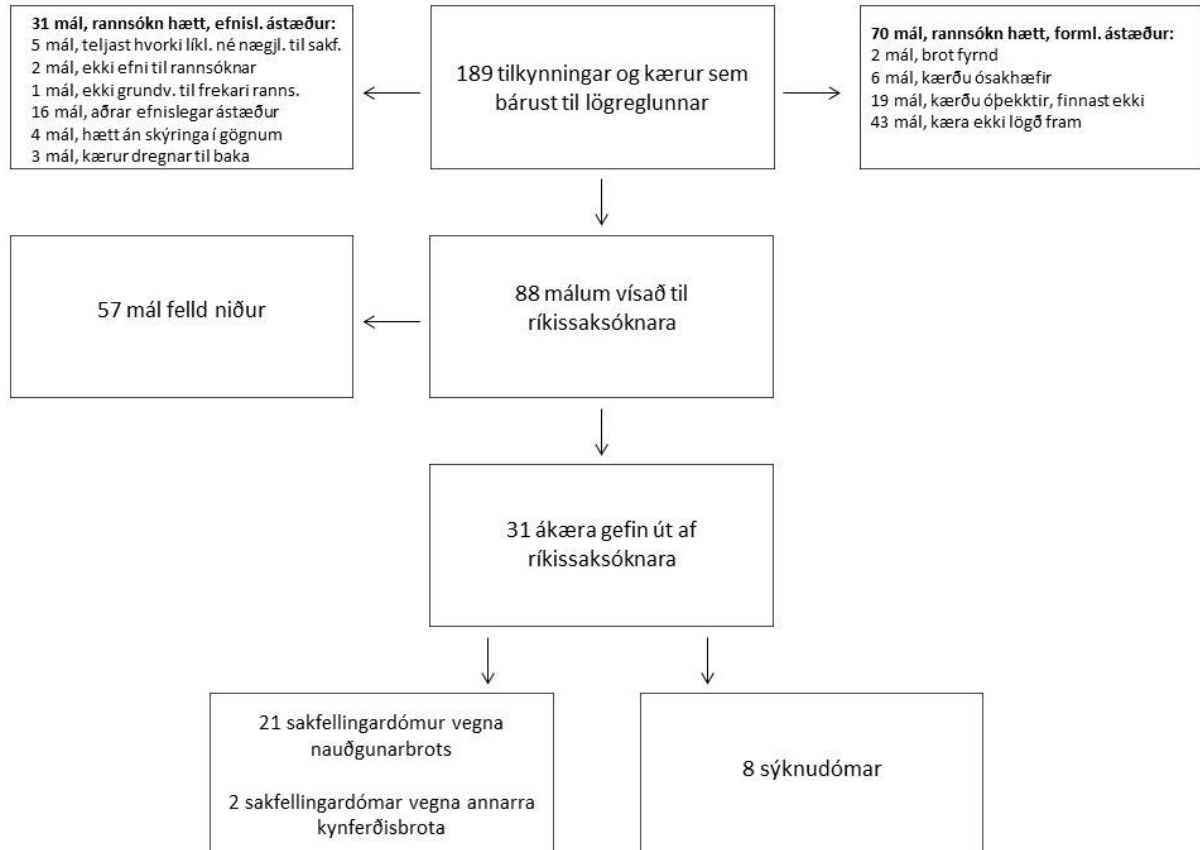 31 mál, rannsókn hætt, efnisl. ástæður:
5 mál, teljast hvorki líkl. né nægjl. til sakf.
2 mál, ekki efni til rannsóknar
1 mál, ekki grundv. til frekari ranns.
16 mál, aðrar efnislegar ástæður
4 mál, hætt án skýringa í gögnum
3 mál, kærur dregnar til baka
189 tilkynningar og kærur sem
bárust til lögreglunnar
70 mál, rannsókn hætt, forml. ástæður:
2 mál, brot fyrnd
6 mál, kærðu ósakhæfir
19 mál, kærðu óþekktir, finnast ekki
43 mál, kæra ekki lögð fram
57 mál felld niður
88 málum vísað til
ríkissaksóknara
31 ákæra gefin út af
ríkissaksóknara
21 sakfellingardómur vegna
nauðgunarbrots
2 sakfellingardómar vegna annarra
kynferðisbrota
8 sýknudómar